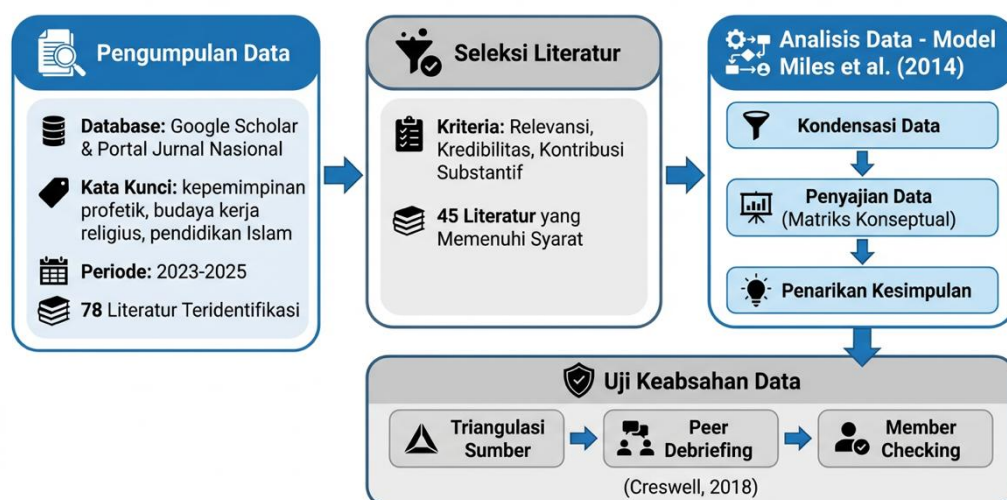 Pengumpulan Data
Database: Google Scholar
& Portal Jurnal Nasional
Kata Kunci: kepemimpinan
profetik, budaya kerja
religius, pendidikan Islam
Periode: 2023-2025
78 Literatur Teridentifikasi
Seleksi Literatur
Kriteria: Relevansi,
Kredibilitas, Kontribusi
Substantif
45 Literatur yang
Memenuhi Syarat
Analisis Data - Model
Miles et al. (2014)
Kondensasi Data
Penyajian Data
(Matriks Konseptual)
Penarikan Kesimpulan
Uji Keabsahan Data
Triangulasi
Sumber
Peer
Debriefing
Member
Checking
(Creswell, 2018)